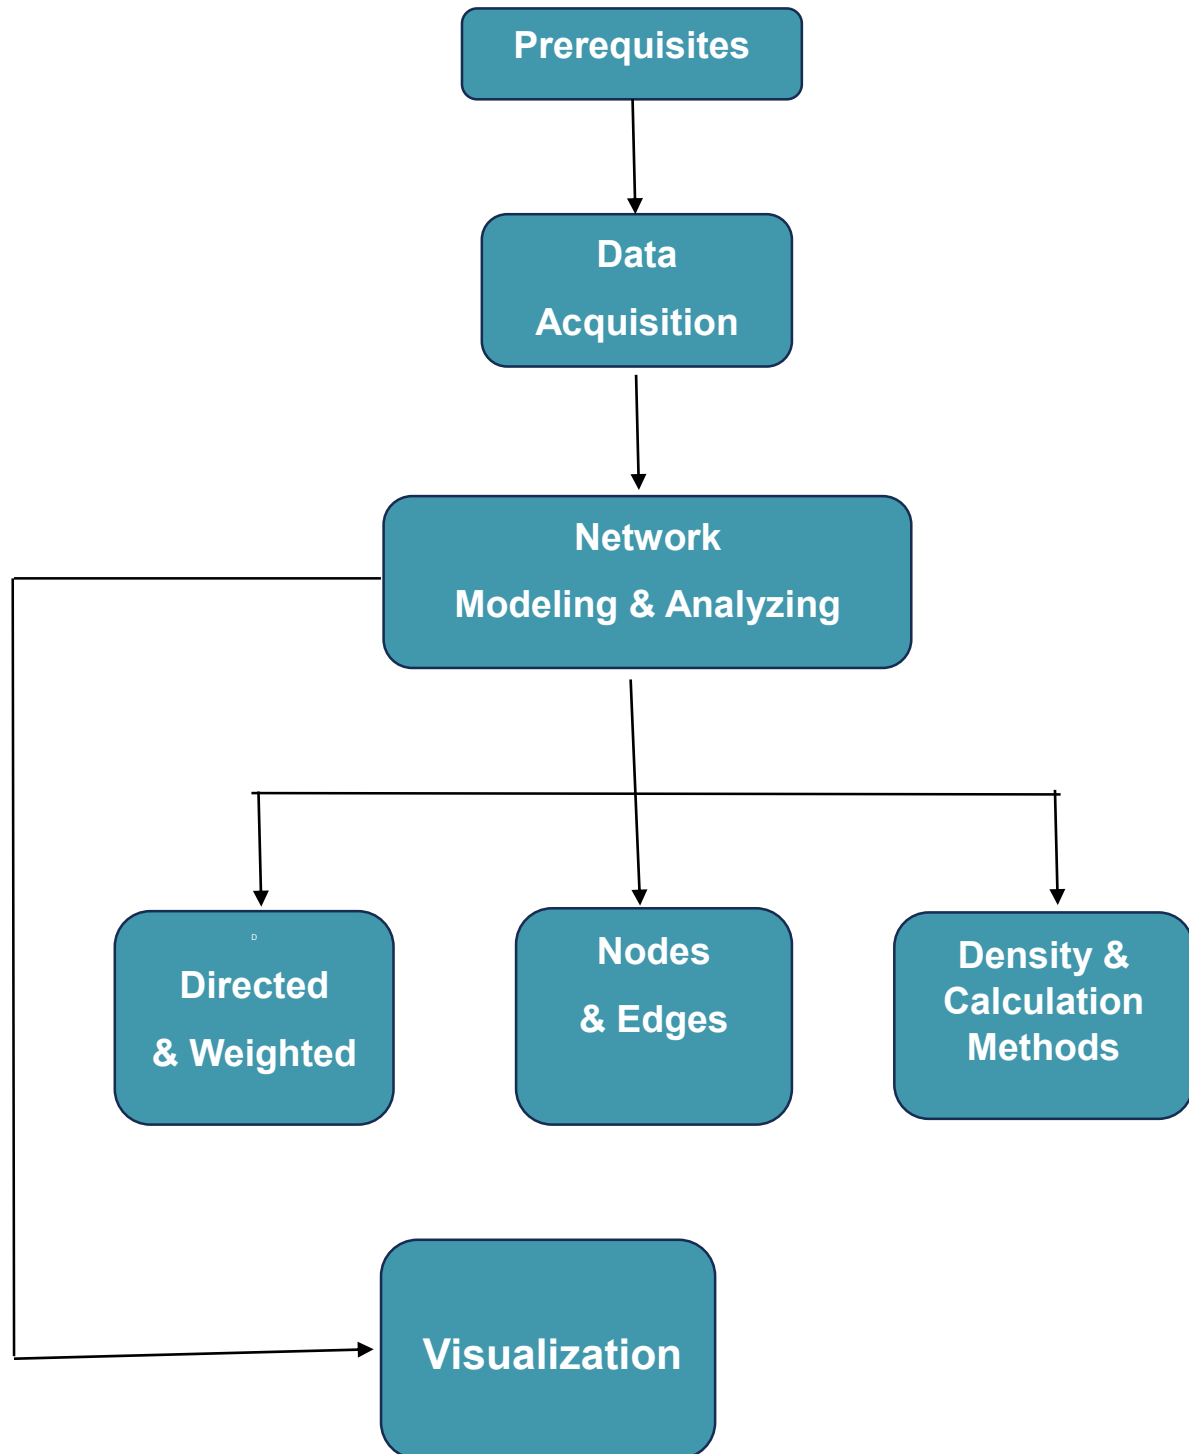 Prerequisites
Data
Acquisition
Network
Modeling & Analyzing
D
Directed
& Weighted
Nodes
& Edges
Density &
Calculation
Methods
Visualization